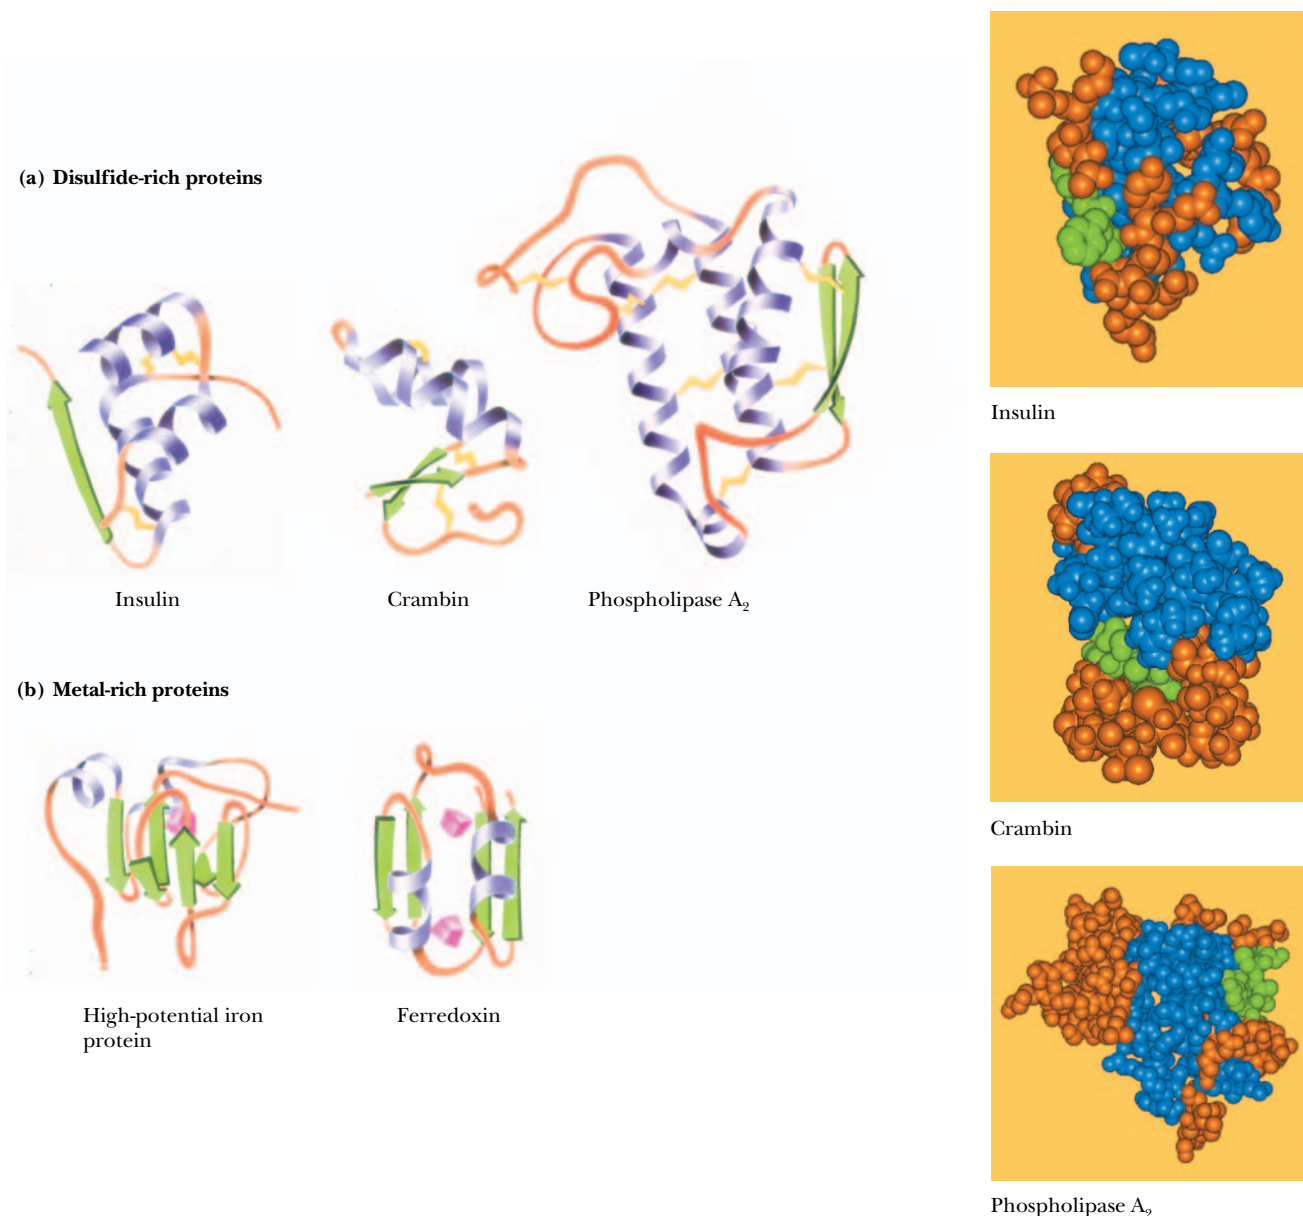 (a) Disulfide-rich proteins
Insulin
Crambin
Phospholipase A₂
(b) Metal-rich proteins
High-potential iron
protein
Ferredoxin
Insulin
Crambin
Phospholipase A₂